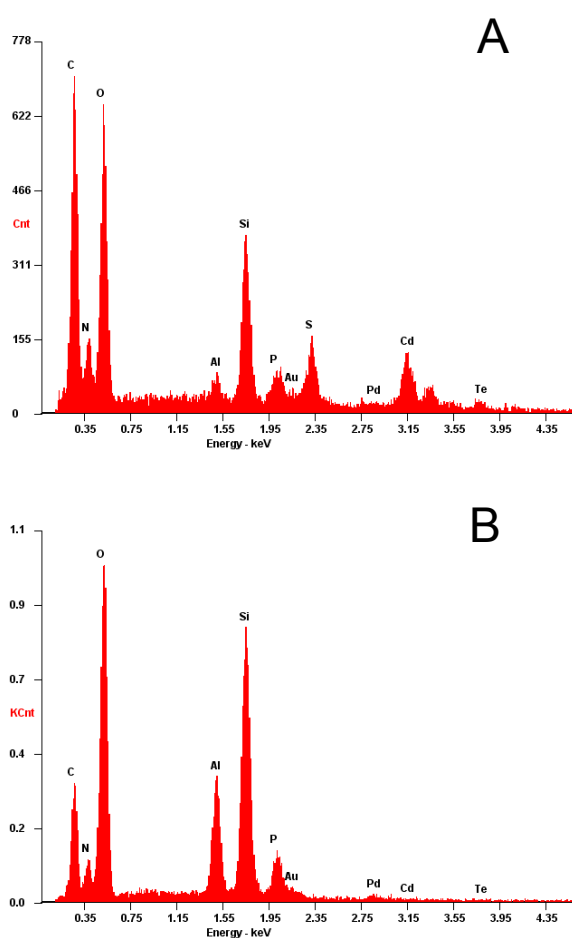 A
778
C
O
622
466
Cnt
Si
311
N
S
155
Al
P
Cd
Au
Pd
Te
0
0.35 0.75 1.15 1.55 1.95 2.35 2.75 3.15 3.55 3.95 4.35
Energy - keV
B
1.1
O
0.9
Si
0.7
KCnt
0.4
C
Al
0.2
N
P
Au
Pd
Cd
Te
0.0
0.35 0.75 1.15 1.55 1.95 2.35 2.75 3.15 3.55 3.95 4.35
Energy - keV